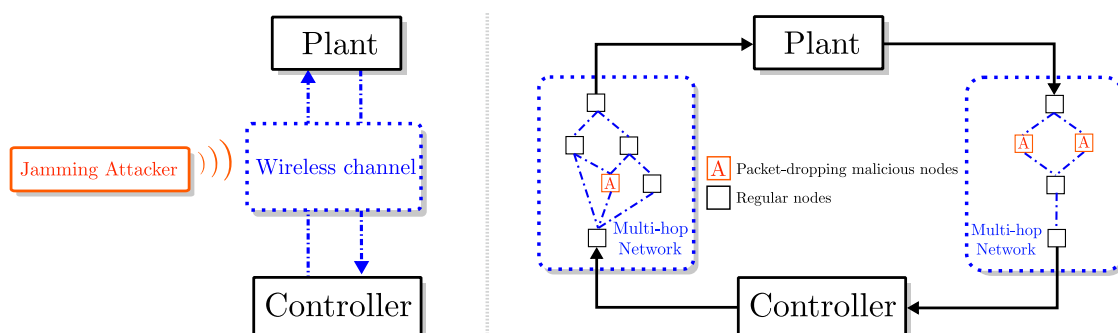 Plant
Jamming Attacker
Wireless channel
Controller
Plant
A
A
A
A
Packet-dropping malicious nodes
Regular nodes
Multi-hop
Network
Multi-hop
Network
Controller